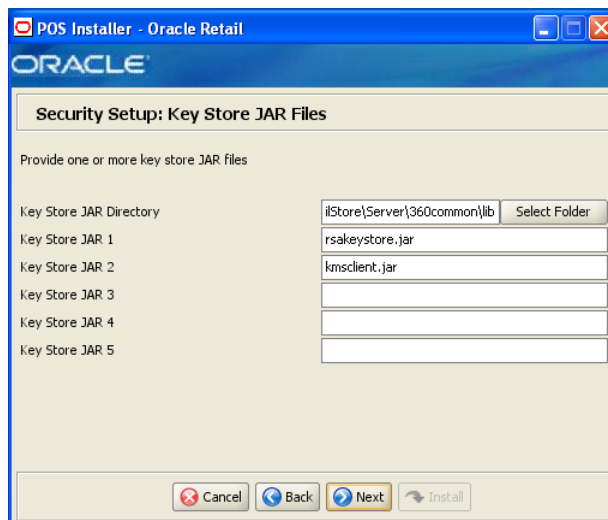 POS Installer - Oracle Retail
ORACLE
Security Setup: Key Store JAR Files
Provide one or more key store JAR files
Key Store JAR Directory ilStore\Server\360common\lib Select Folder
Key Store JAR 1 rsakeystore.jar
Key Store JAR 2 kmsclient.jar
Key Store JAR 3
Key Store JAR 4
Key Store JAR 5
Cancel Back Next Install